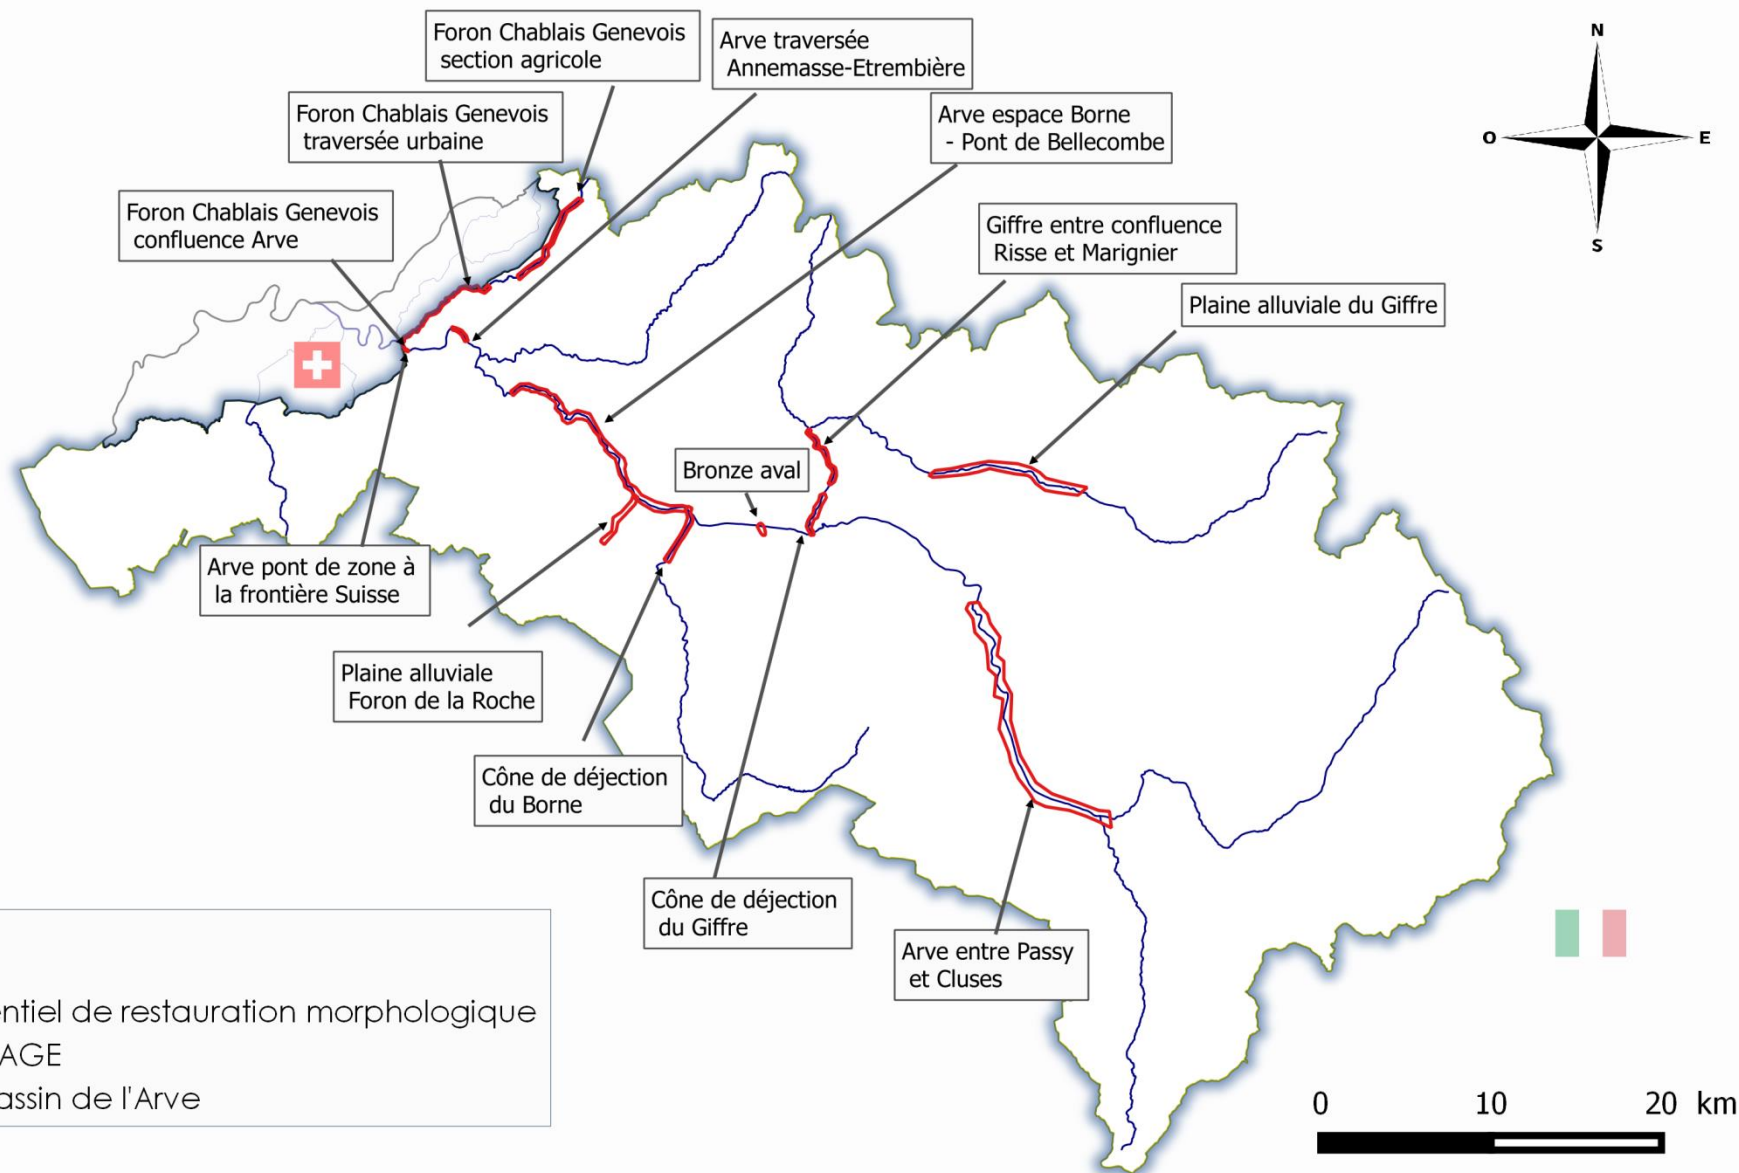 Foron Chablais Genevois
section agricole
Arve traversée
Annemasse-Etrembière
N
Foron Chablais Genevois
traversée urbaine
Arve espace Borne
- Pont de Bellecombe
O
E
Foron Chablais Genevois
confluence Arve
Giffre entre confluence
Risse et Marignier
S
Plaine alluviale du Giffre
Bronze aval
Arve pont de zone à
la frontière Suisse
Plaine alluviale
Foron de la Roche
Cône de déjection
du Borne
Cône de déjection
du Giffre
Arve entre Passy
et Cluses
de restauration morphologique
de l'Arve
0 10 20 km